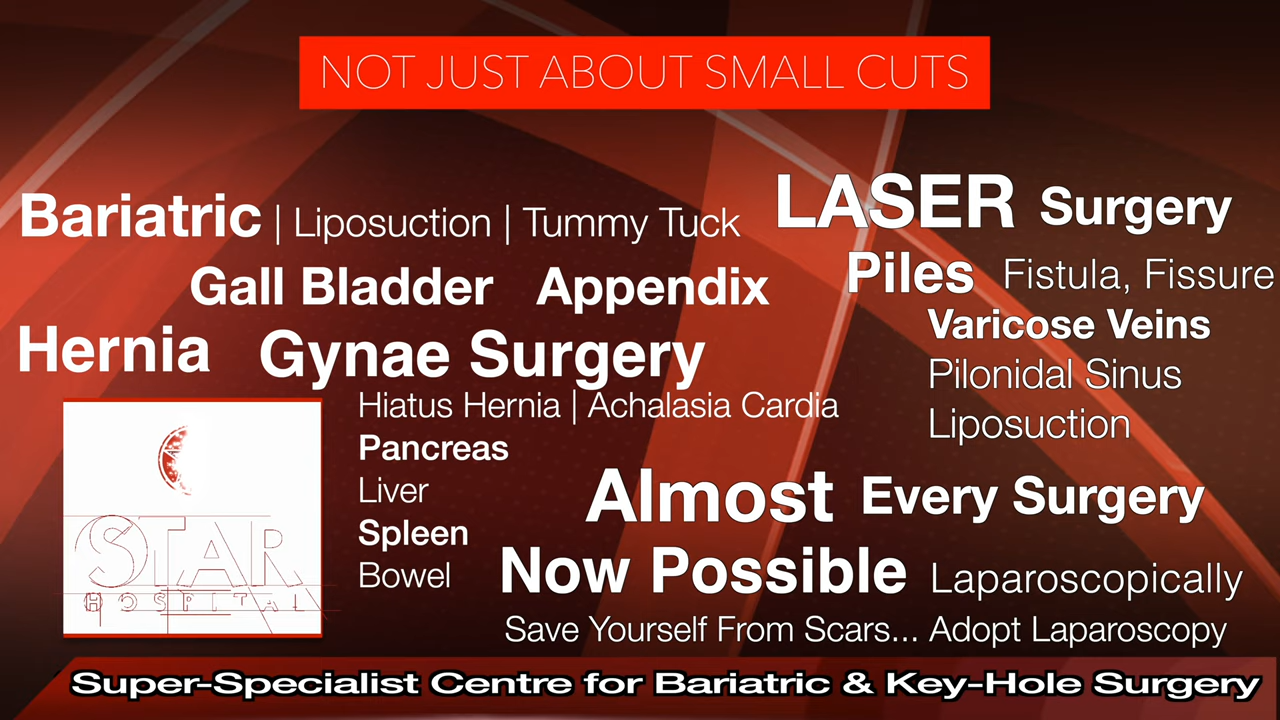 NOT JUST ABOUT SMALL CUTS
Bariatric | Liposuction | Tummy Tuck
Gall Bladder Appendix
Hernia Gynae Surgery
Hiatus Hernia | Achalasia Cardia
Pancreas
Liver
Spleen
Bowel
LASER Surgery
Piles Fistula, Fissure
Varicose Veins
Pilonidal Sinus
Liposuction
Almost Every Surgery
Now Possible Laparoscopically
Save Yourself From Scars... Adopt Laparoscopy
STAR
HOSPITAL
Super-Specialist Centre for Bariatric & Key-Hole Surgery